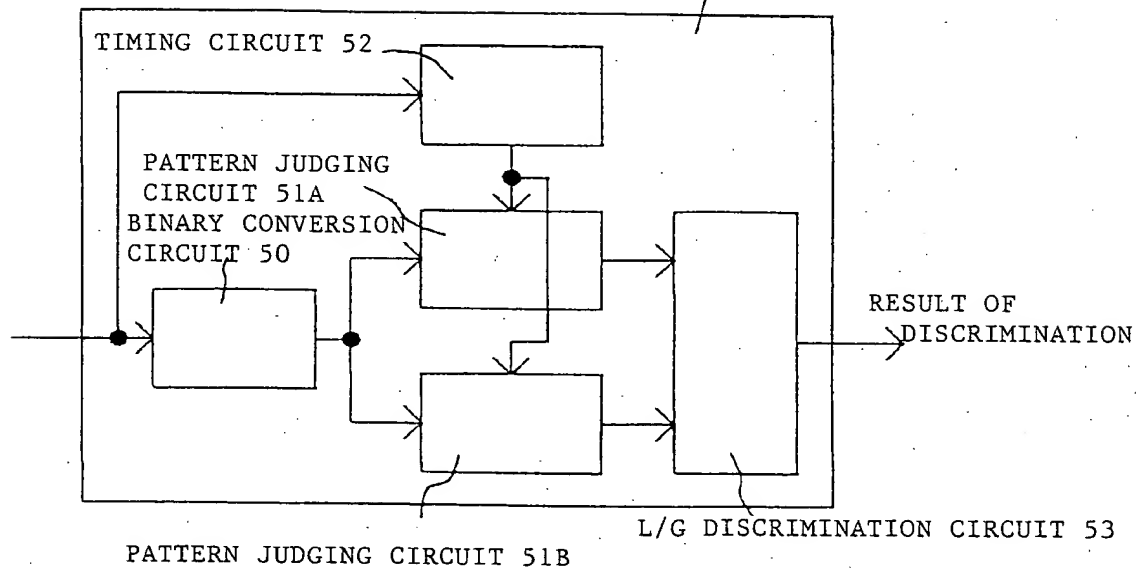 TIMING CIRCUIT 52
PATTERN JUDGING
CIRCUIT 51A
BINARY CONVERSION
CIRCUIT 50
RESULT OF
DISCRIMINATION
L/G DISCRIMINATION CIRCUIT 53
PATTERN JUDGING CIRCUIT 51B